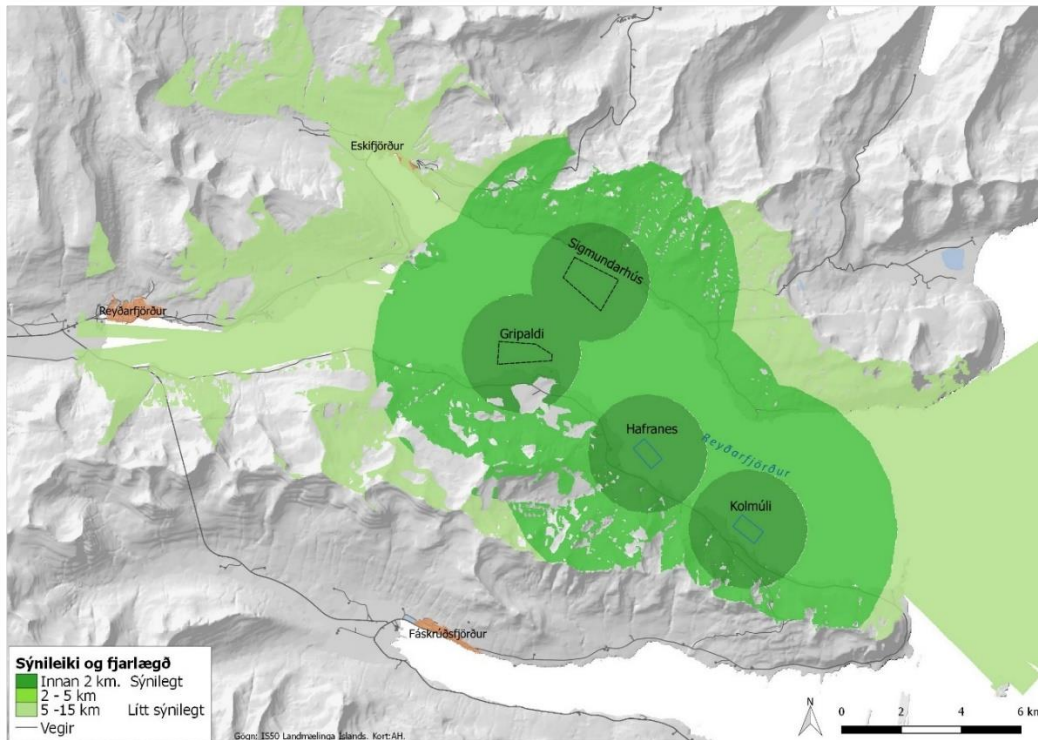 Eskifjörður
Sigmundarhús
Reyðarfjörður
Gripaldi
Hafranes
Reyðarfjörður
Kolmúli
Fáskrúðsfjörður
Sýnileiki og fjarlægð
Innan 2 km. Sýnilegt
2 - 5 km
5 -15 km Lítt sýnilegt
Vegir
Gögn: IS50 Landmælinga Íslands. Kort:AH.
N
0 2 4 6 km